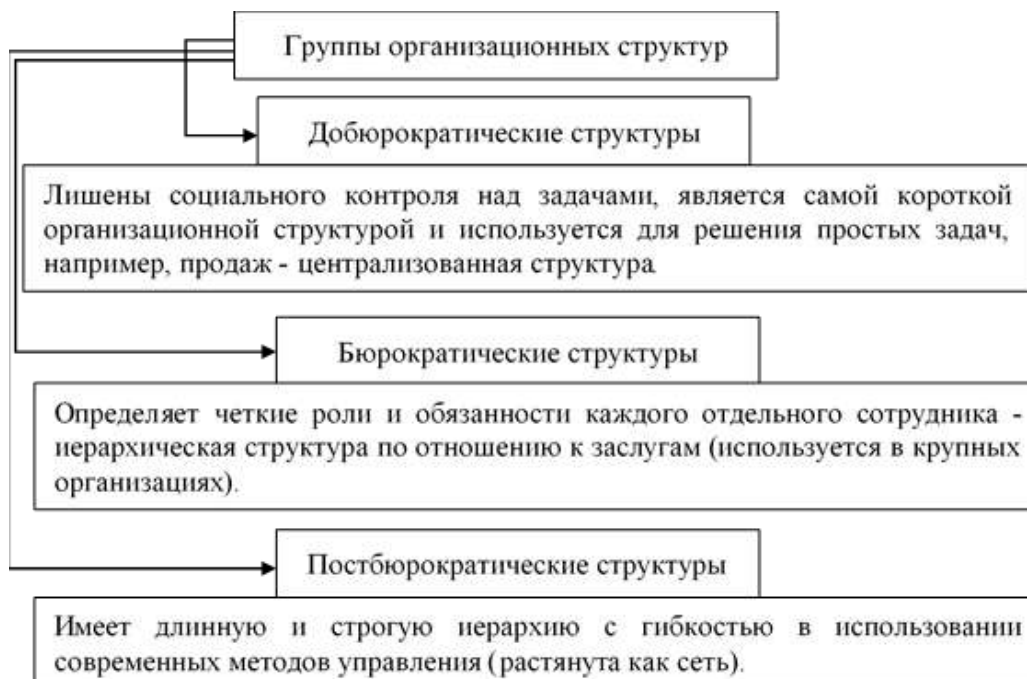 Группы организационных структур
Добюрократические структуры
Лишены социального контроля над задачами, является самой короткой
организационной структурой и используется для решения простых задач,
например, продаж - централизованная структура
Бюрократические структуры
Определяет четкие роли и обязанности каждого отдельного сотрудника -
иерархическая структура по отношению к заслугам (используется в крупных
организациях).
Постбюрократические структуры
Имеет длинную и строгую иерархию с гибкостью в использовании
современных методов управления (растянута как сеть).